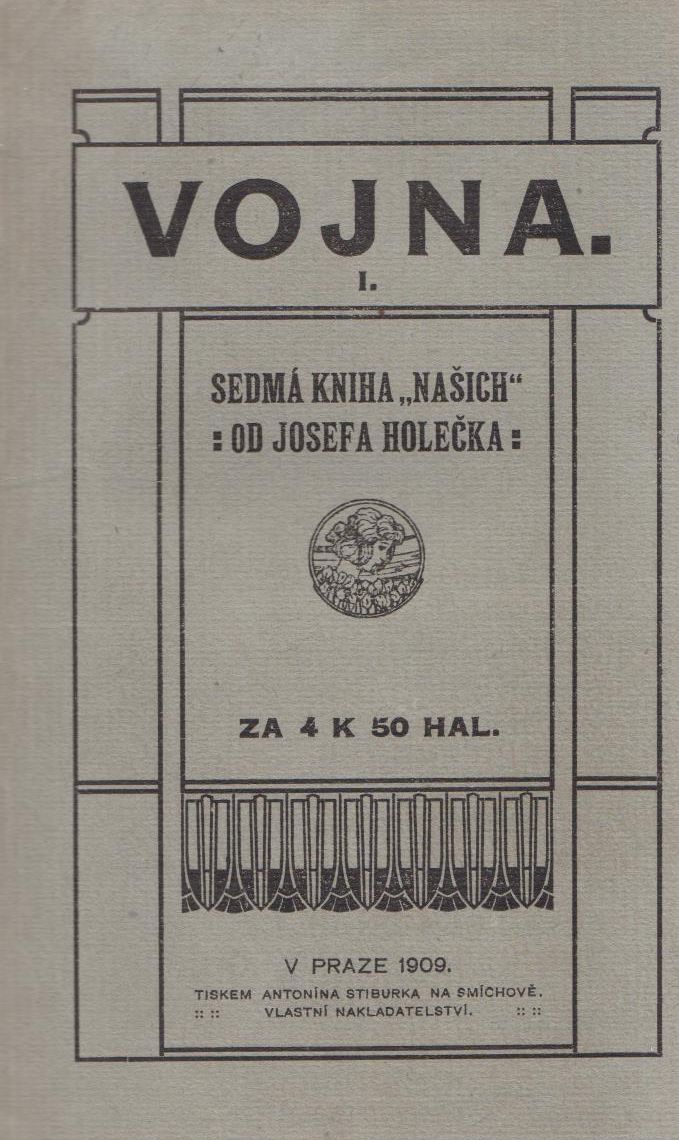 VOJNA.
I.
SEDMÁ KNIHA „NAŠICH“
: OD JOSEFA HOLEČKA :
ZA 4 K 50 HAL.
V PRAZE 1909.
TISKEM ANTONÍNA STIBURKA NA SMÍCHOVĚ.
:: :: VLASTNÍ NAKLADATELSTVÍ. :: ::